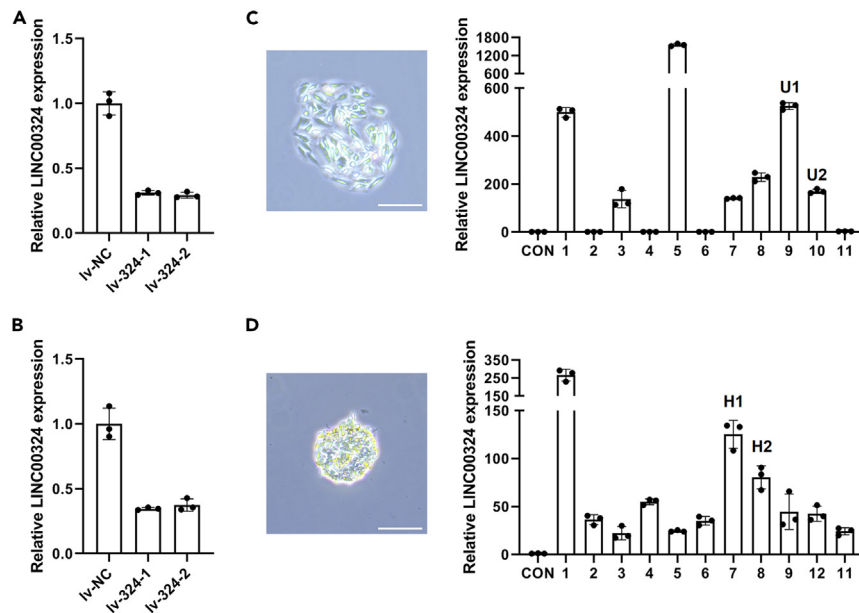 A
Relative LINC00324 expression
1.5
1.0
0.5
0.0
lv-NC
lv-324-1
lv-324-2
C
Relative LINC00324 expression
1800
1600
1400
1200
1000
800
600
600
400
200
0
U1
U2
CON 1 2 3 4 5 6 7 8 9 10 11
B
Relative LINC00324 expression
1.5
1.0
0.5
0.0
lv-NC
lv-324-1
lv-324-2
D
Relative LINC00324 expression
350
250
150
150
100
50
0
H1
H2
CON 1 2 3 4 5 6 7 8 9 12 11